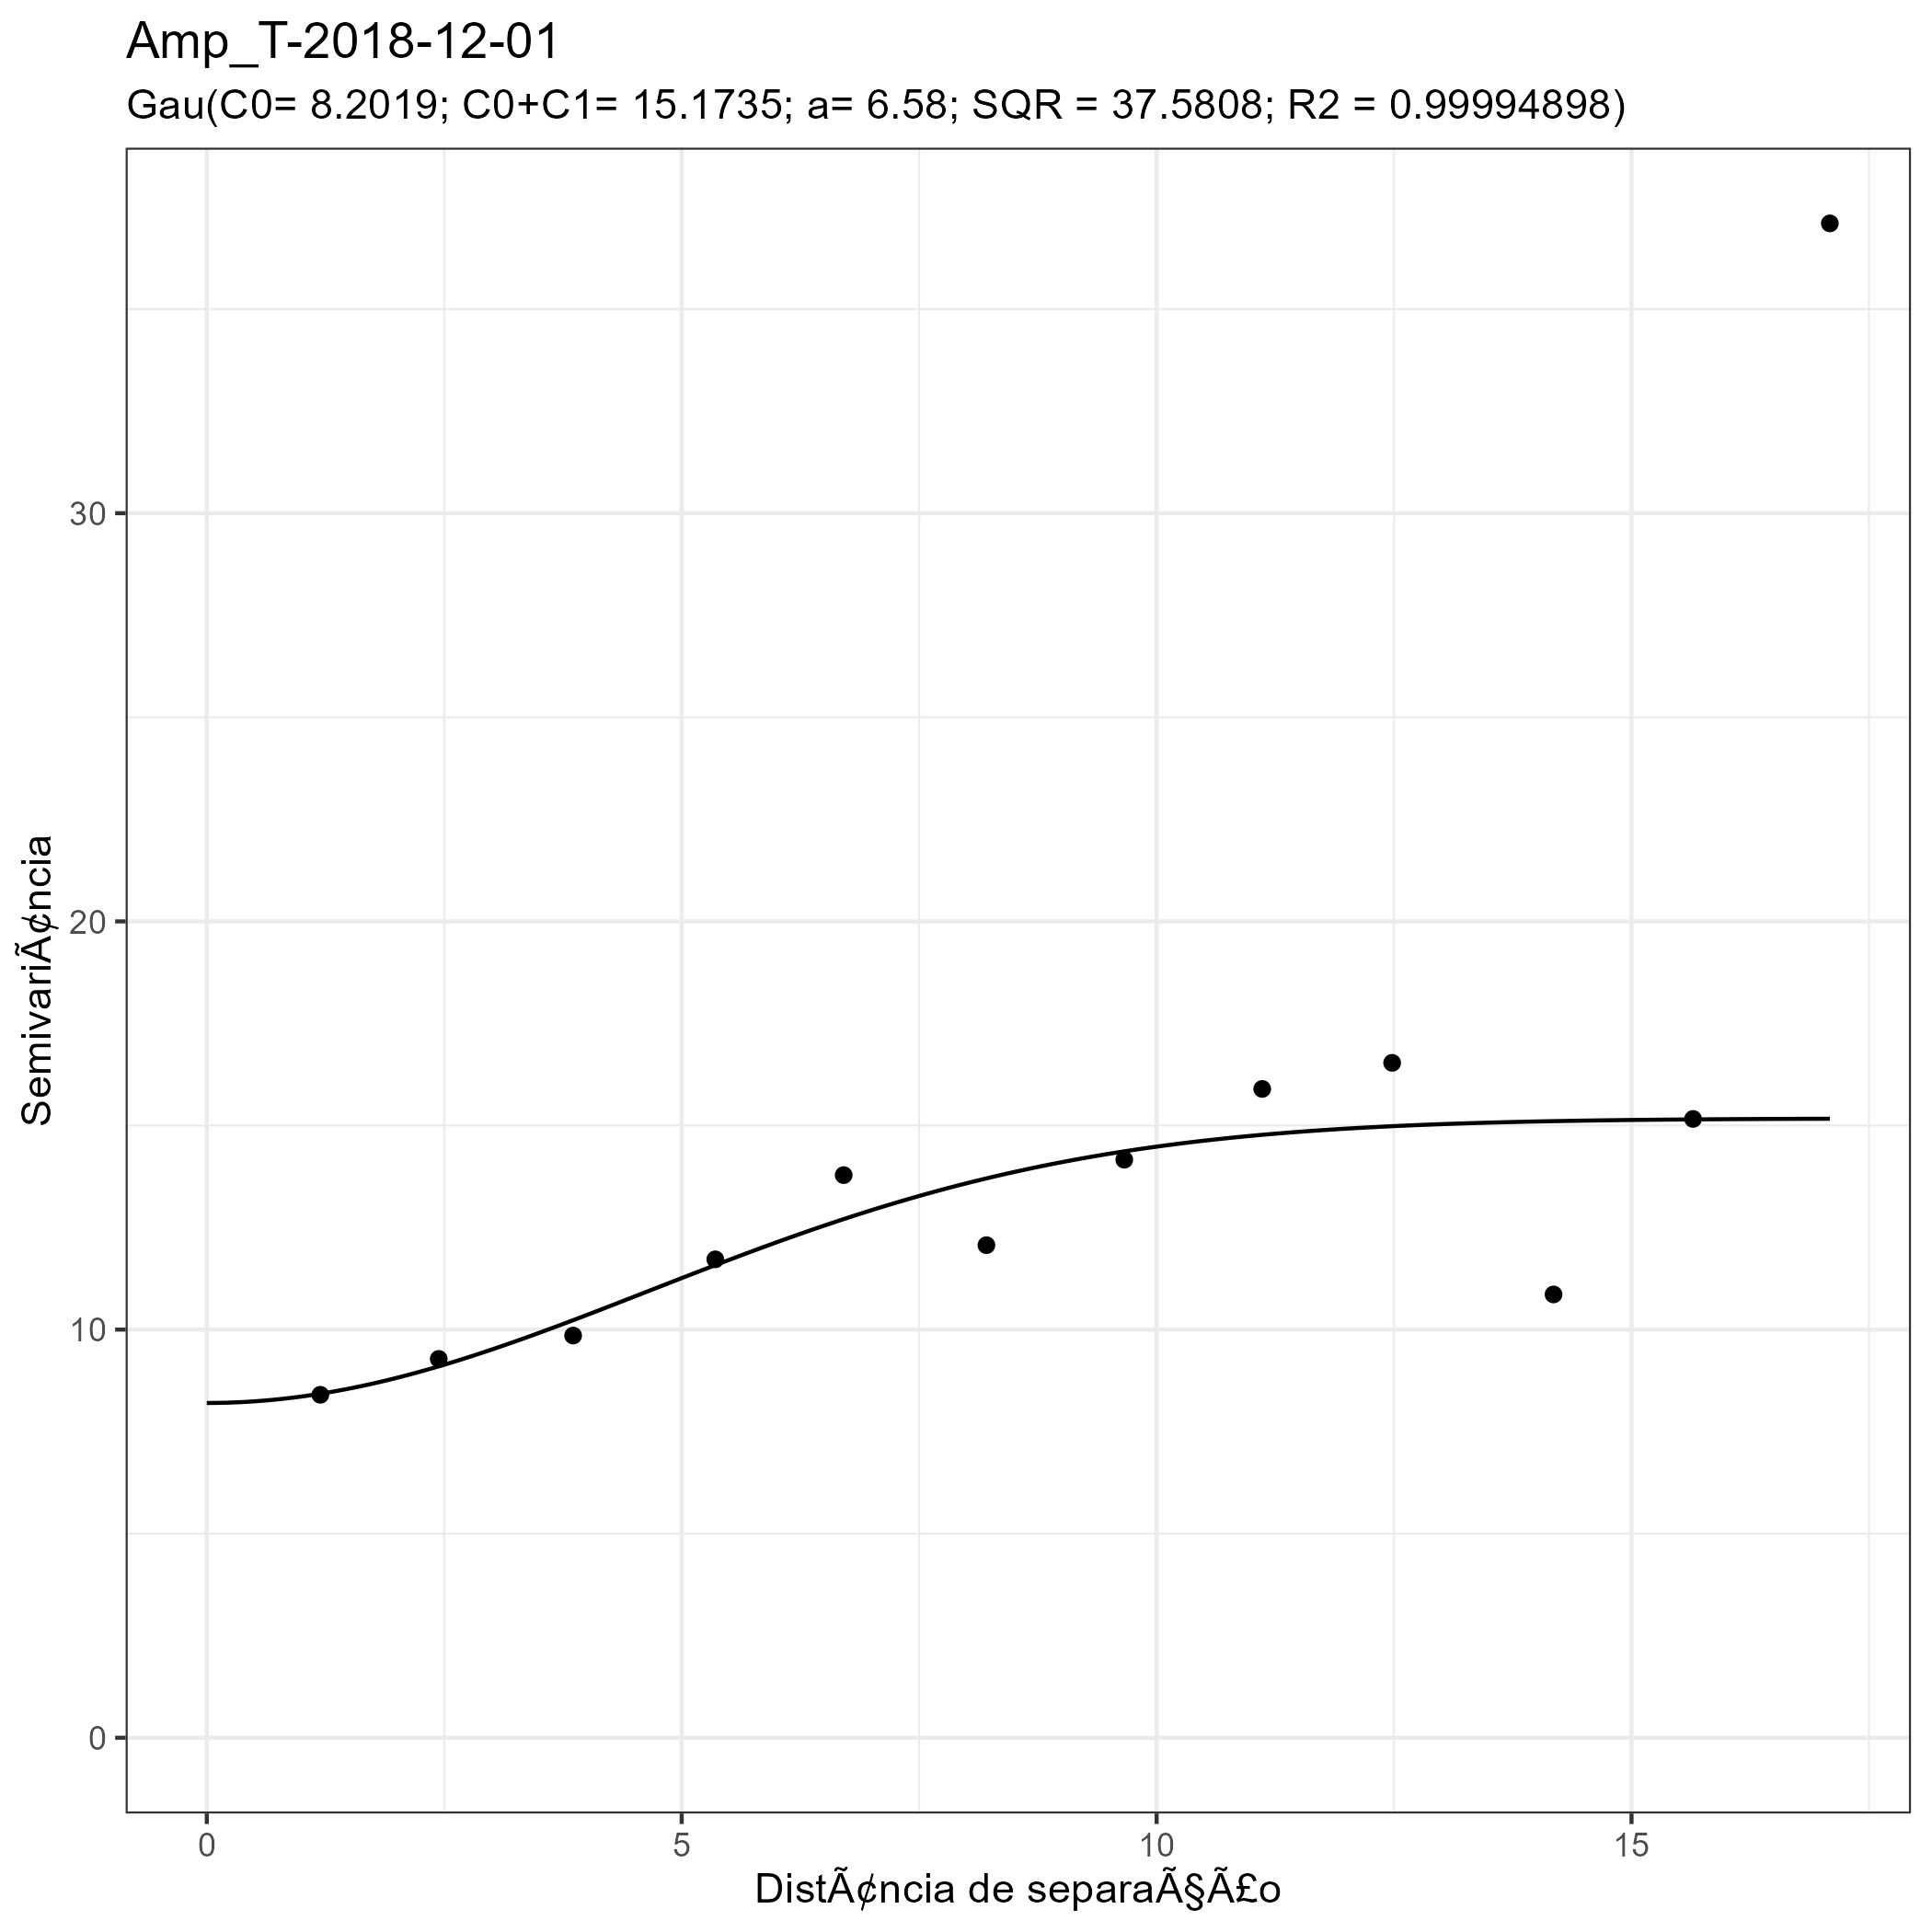 Amp_T-2018-12-01
Gau(C0= 8.2019; C0+C1= 15.1735; a= 6.58; SQR = 37.5808; R2 = 0.99994898)
SemivariÃ¢ncia
30
20
10
0
0 5 10 15
DistÃ¢ncia de separaÃ§Ã£o